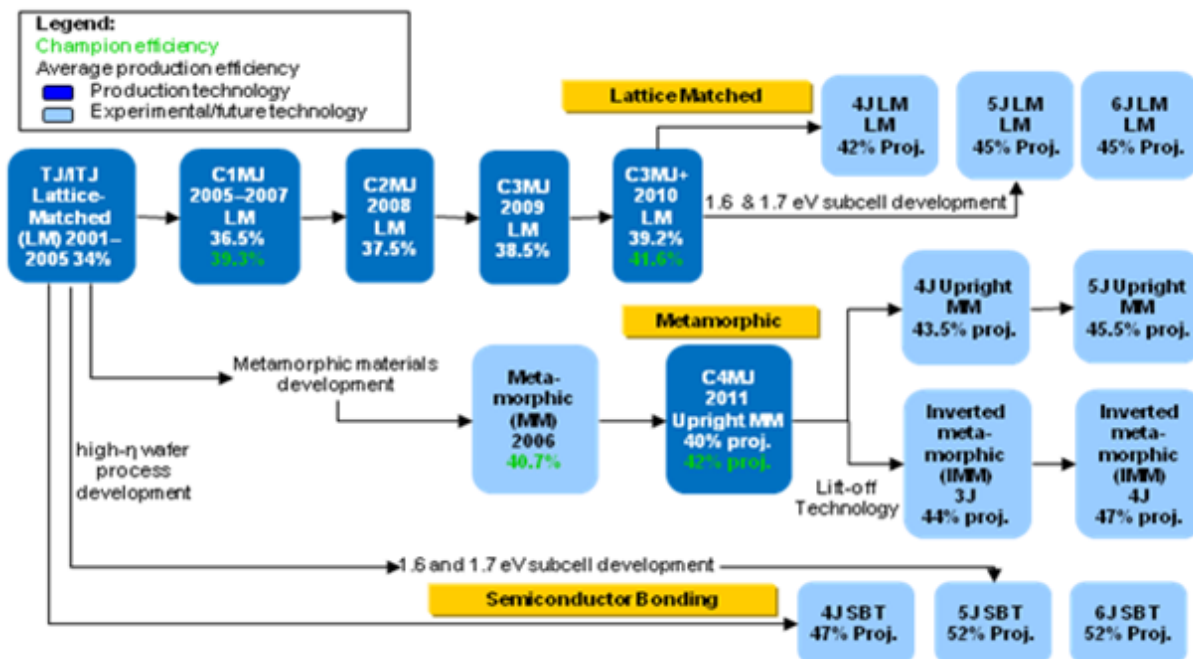 Legend:
Champion efficiency
Average production efficiency
Production technology
Experimental/future technology
Lattice Matched
4J LM
LM
42% Proj.
5J LM
LM
45% Proj.
6J LM
LM
45% Proj.
TJ/ITJ
Lattice-
Matched
(LM) 2001–
2005 34%
C1MJ
2005–2007
LM
36.5%
39.3%
C2MJ
2008
LM
37.5%
C3MJ
2009
LM
38.5%
C3MJ+
2010
LM
39.2%
41.6%
1.6 & 1.7 eV subcell development
Metamorphic
4J Upright
MM
43.5% proj.
5J Upright
MM
45.5% proj.
Metamorphic materials
development
Meta-
morphic
(MM)
2006
40.7%
C4MJ
2011
Upright MM
40% proj.
42% proj.
Inverted
meta-
morphic
(IMM)
3J
44% proj.
Inverted
meta-
morphic
(IMM)
4J
47% proj.
high-η wafer
process
development
Lift-off
Technology
1.6 and 1.7 eV subcell development
Semiconductor Bonding
4J SBT
47% Proj.
5J SBT
52% Proj.
6J SBT
52% Proj.